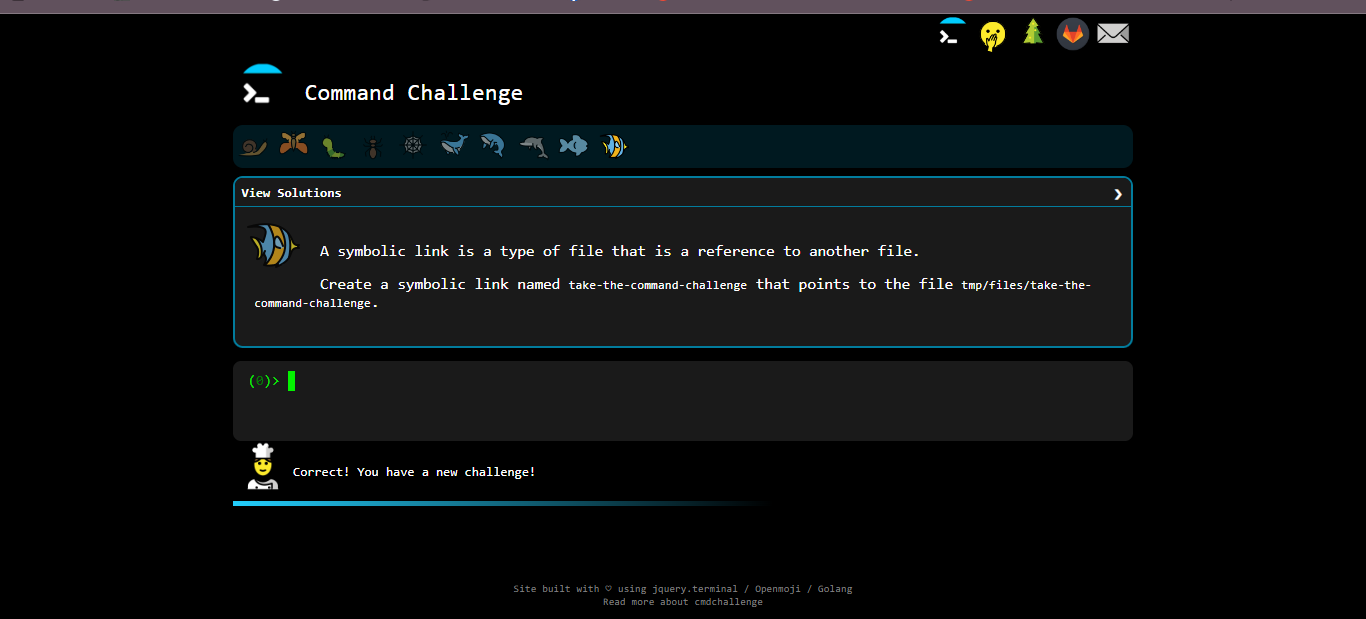 Command Challenge
View Solutions
A symbolic link is a type of file that is a reference to another file.
Create a symbolic link named take-the-command-challenge that points to the file tmp/files/take-the-
command-challenge.
(0)>
Correct! You have a new challenge!
Site built with ♡ using jquery.terminal / Openmoji / Golang
Read more about cmdchallenge